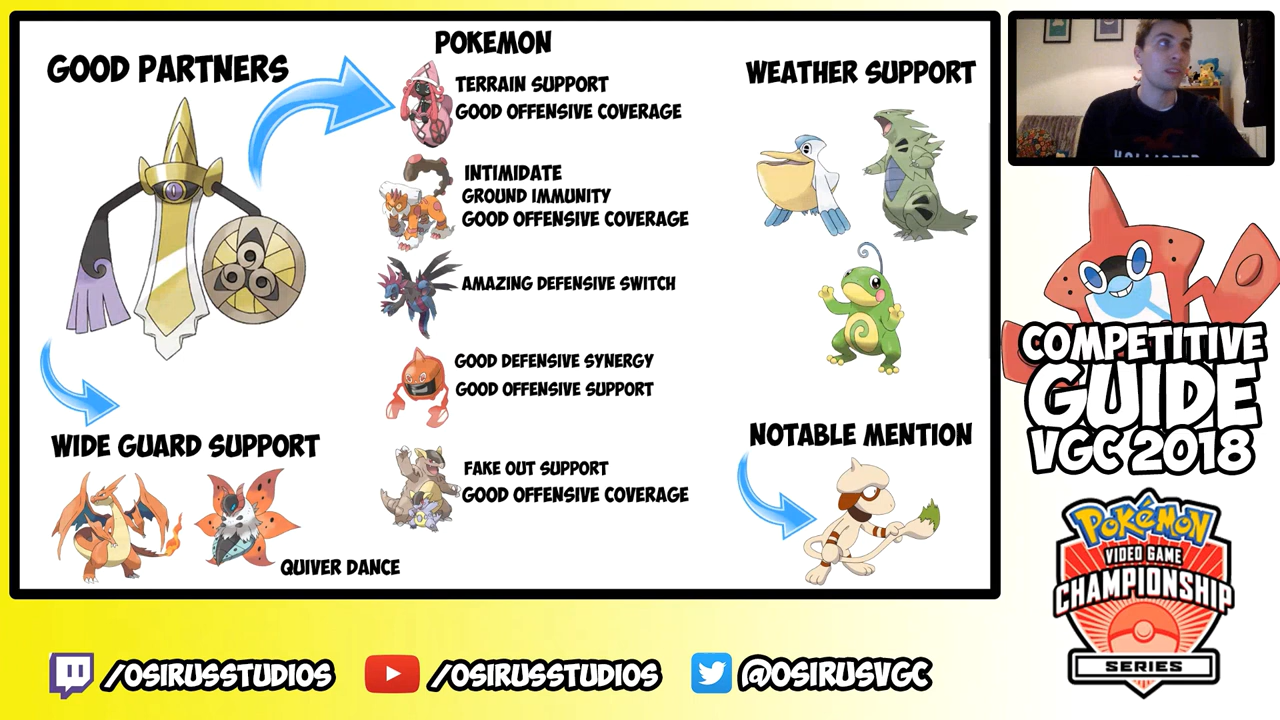 GOOD PARTNERS
POKEMON
TERRAIN SUPPORT
GOOD OFFENSIVE COVERAGE
INTIMIDATE
GROUND IMMUNITY
GOOD OFFENSIVE COVERAGE
AMAZING DEFENSIVE SWITCH
GOOD DEFENSIVE SYNERGY
GOOD OFFENSIVE SUPPORT
FAKE OUT SUPPORT
GOOD OFFENSIVE COVERAGE
WIDE GUARD SUPPORT
QUIVER DANCE
WEATHER SUPPORT
NOTABLE MENTION
HOLLISTER
COMPETITIVE
GUIDE
VGC 2018
POKéMON
VIDEO GAME
CHAMPIONSHIP
SERIES
/OSIRUSSTUDIOS
/OSIRUSSTUDIOS
@OSIRUSVGC